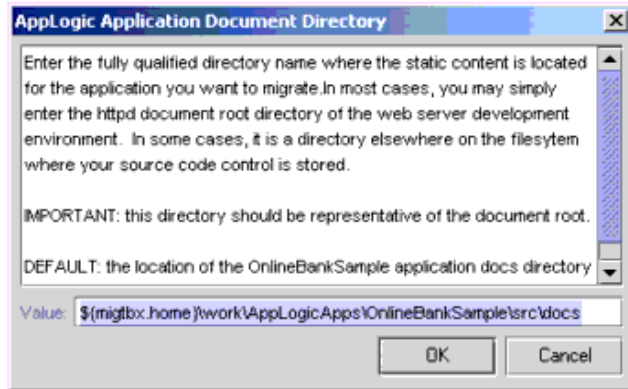 AppLogic Application Document Directory
Enter the fully qualified directory name where the static content is located
for the application you want to migrate.In most cases, you may simply
enter the httpd document root directory of the web server development
environment. In some cases, it is a directory elsewhere on the filesytem
where your source code control is stored.
IMPORTANT: this directory should be representative of the document root.
DEFAULT: the location of the OnlineBankSample application docs directory
Value: ${migtbx.home}\work\AppLogicApps\OnlineBankSample\src\docs
OK Cancel